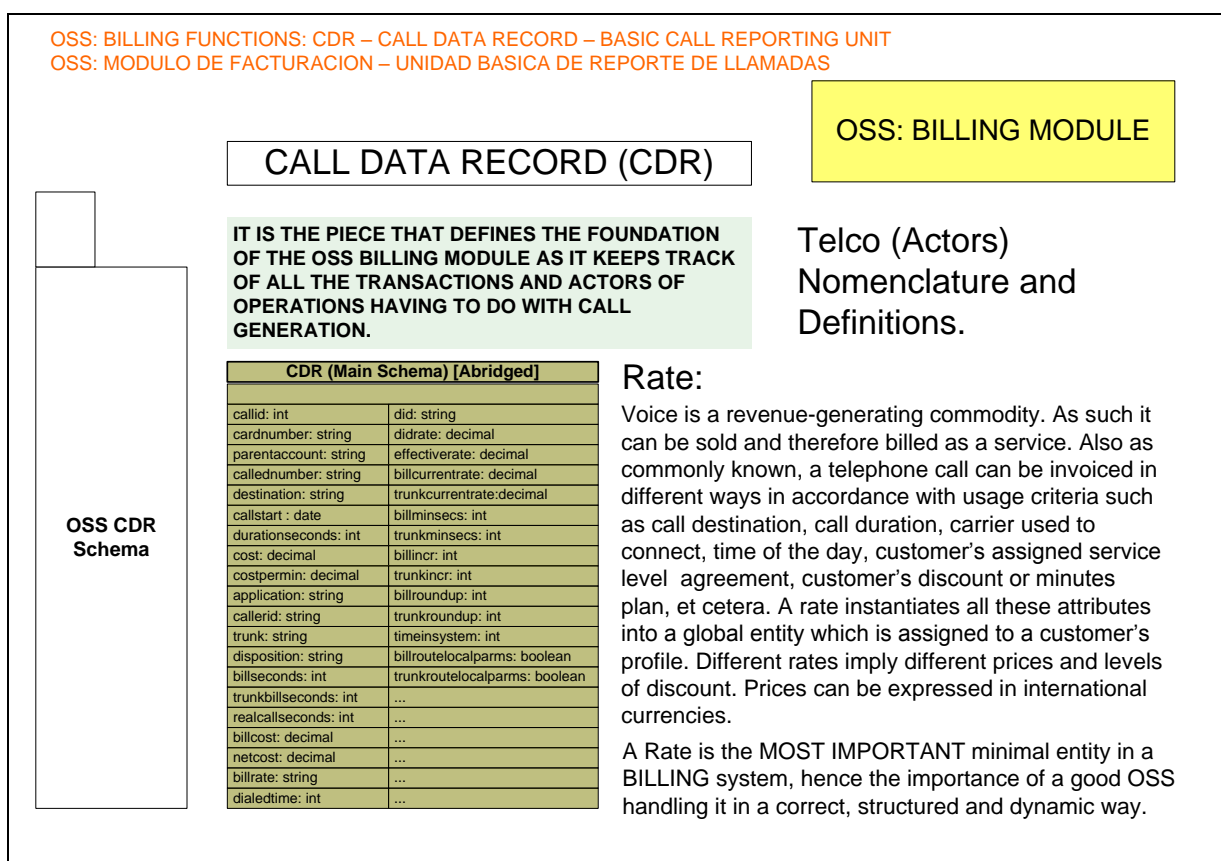 OSS: BILLING FUNCTIONS: CDR – CALL DATA RECORD – BASIC CALL REPORTING UNIT
OSS: MODULO DE FACTURACION – UNIDAD BASICA DE REPORTE DE LLAMADAS
OSS: BILLING MODULE
CALL DATA RECORD (CDR)
IT IS THE PIECE THAT DEFINES THE FOUNDATION
OF THE OSS BILLING MODULE AS IT KEEPS TRACK
OF ALL THE TRANSACTIONS AND ACTORS OF
OPERATIONS HAVING TO DO WITH CALL
GENERATION.
Telco (Actors)
Nomenclature and
Definitions.
OSS CDR
Schema
CDR (Main Schema) [Abridged]
callid: int did: string
cardnumber: string didrate: decimal
parentaccount: string effectiverate: decimal
callednumber: string billcurrentrate: decimal
destination: string trunkcurrentrate:decimal
callstart : date billminsecs: int
durationseconds: int trunkminsecs: int
cost: decimal billincr: int
costpermin: decimal trunkincr: int
application: string billroundup: int
callerid: string trunkroundup: int
trunk: string timeinsystem: int
disposition: string billroutelocalparms: boolean
billseconds: int trunkroutelocalparms: boolean
trunkbillseconds: int ...
realcallseconds: int ...
billcost: decimal ...
netcost: decimal ...
billrate: string ...
dialedtime: int ...
Rate:
Voice is a revenue-generating commodity. As such it
can be sold and therefore billed as a service. Also as
commonly known, a telephone call can be invoiced in
different ways in accordance with usage criteria such
as call destination, call duration, carrier used to
connect, time of the day, customer’s assigned service
level agreement, customer’s discount or minutes
plan, et cetera. A rate instantiates all these attributes
into a global entity which is assigned to a customer’s
profile. Different rates imply different prices and levels
of discount. Prices can be expressed in international
currencies.
A Rate is the MOST IMPORTANT minimal entity in a
BILLING system, hence the importance of a good OSS
handling it in a correct, structured and dynamic way.